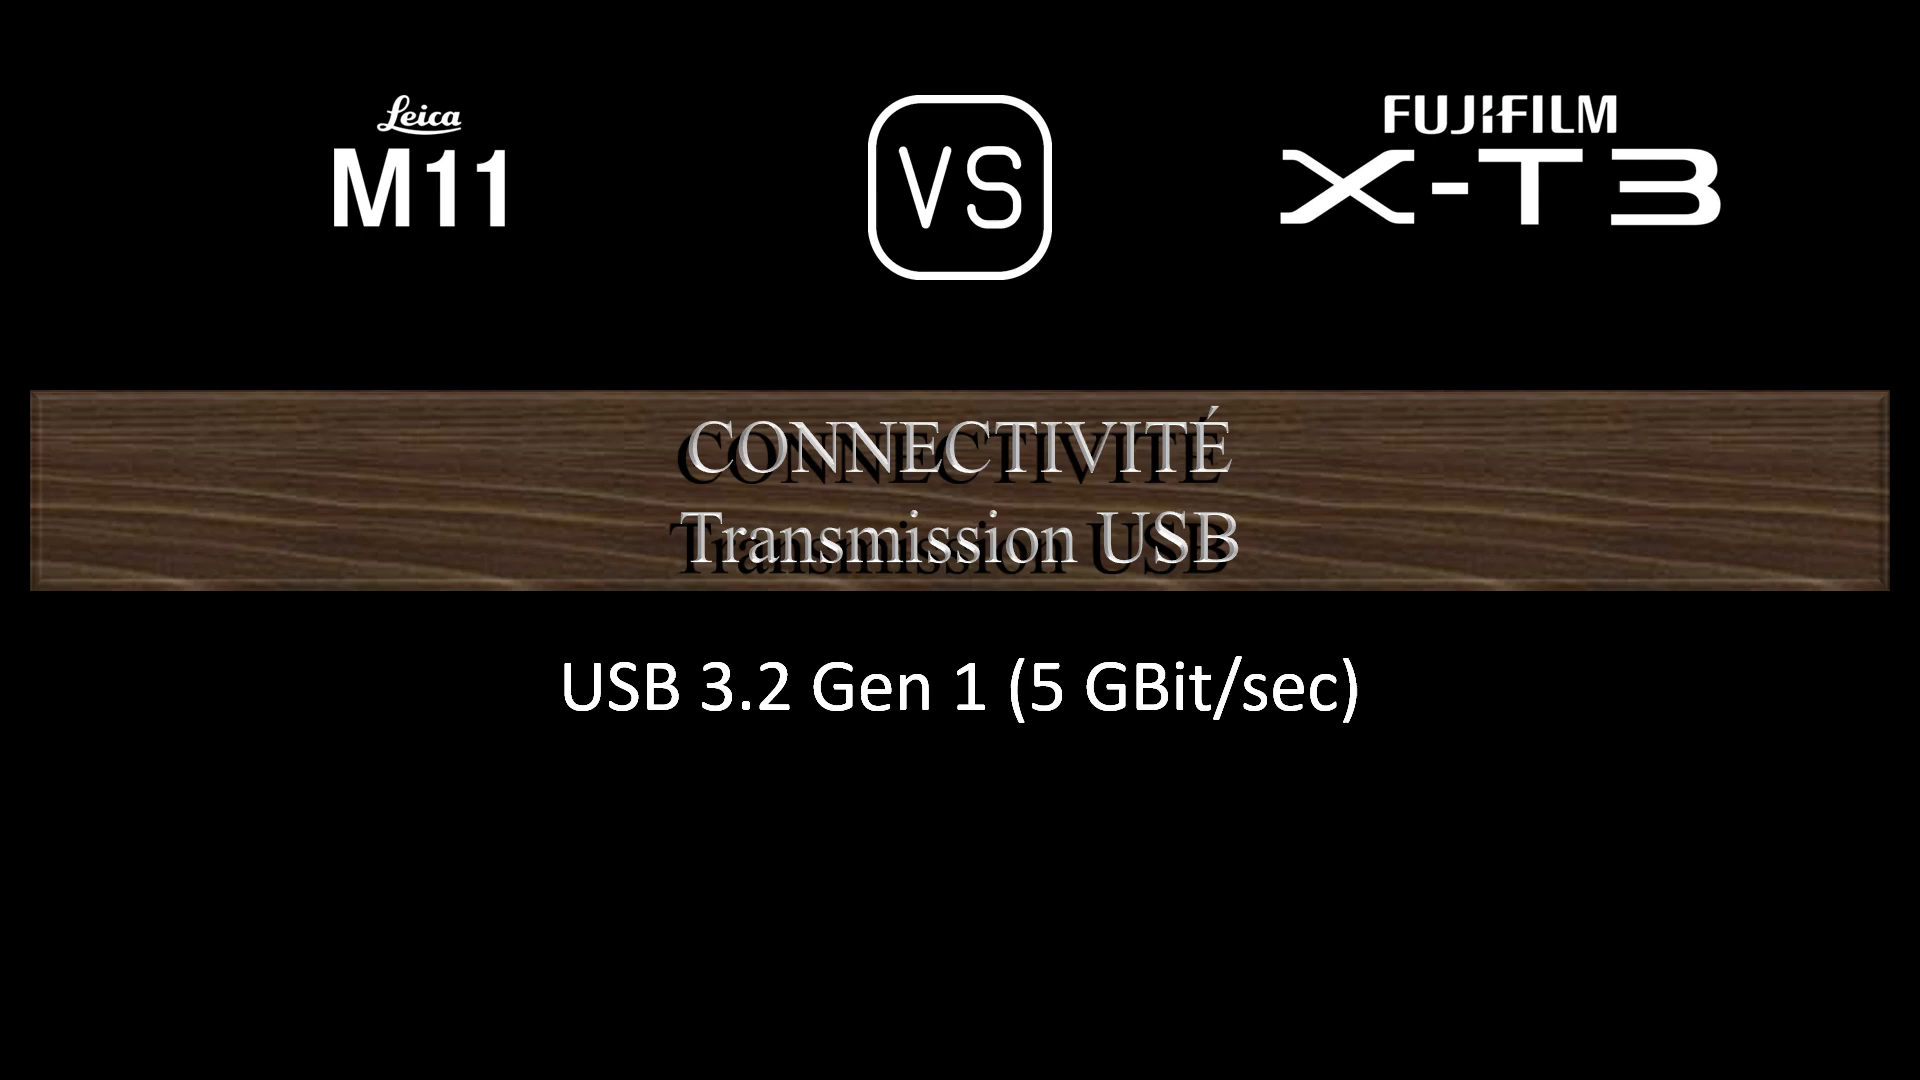 Leica
M11
VS
FUJIFILM
X-T3
CONNECTIVITÉ
Transmission USB
USB 3.2 Gen 1 (5 GBit/sec)